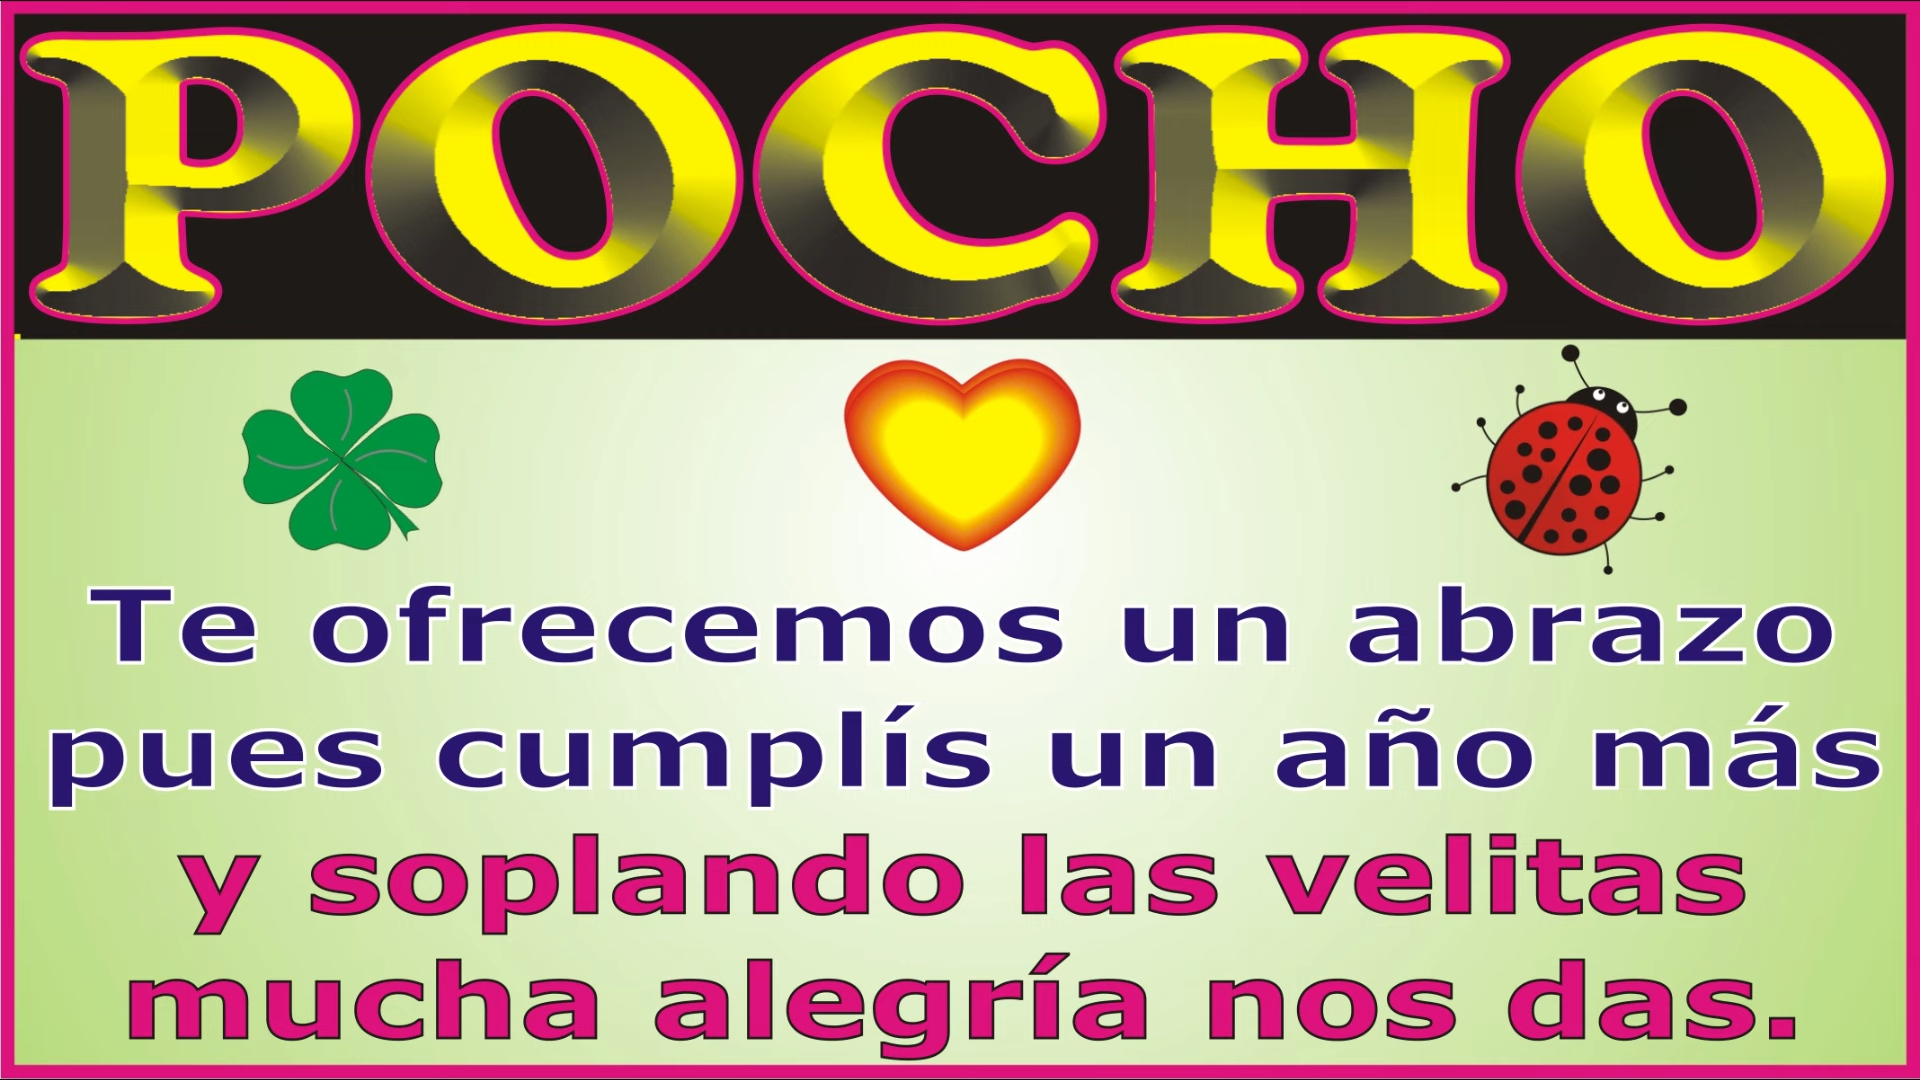 POCHO
Te ofrecemos un abrazo
pues cumplís un año más
y soplando las velitas
mucha alegría nos das.